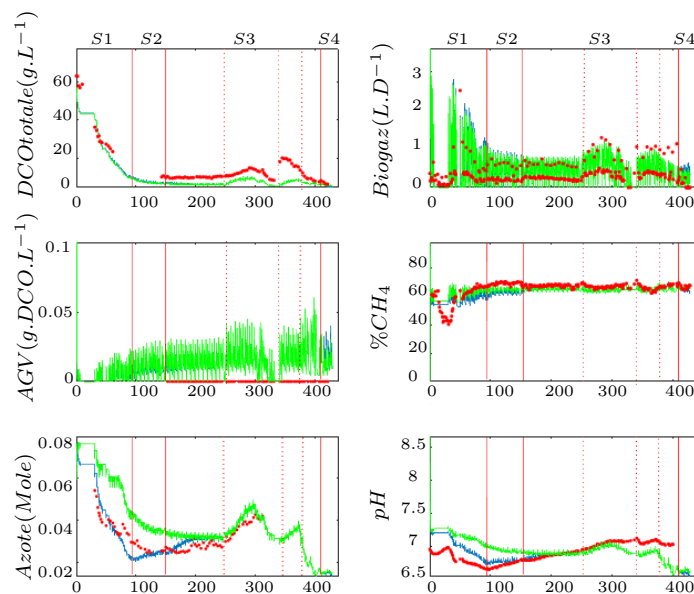 S1 S2 S3 S4
DCOtotale(g.L⁻¹)
60
40
20
0
0 100 200 300 400
S1 S2 S3 S4
Biogaz(L.D⁻¹)
3
2
1
1
0
0 100 200 300 400
AGV(g.DCO.L⁻¹)
0.1
0.05
0
0 100 200 300 400
%CH₄
80
60
40
20
0
0 100 200 300 400
Azote(Mole)
0.08
0.06
0.04
0.02
0 100 200 300 400
pH
8.5
8
7.5
7
6.5
0 100 200 300 400